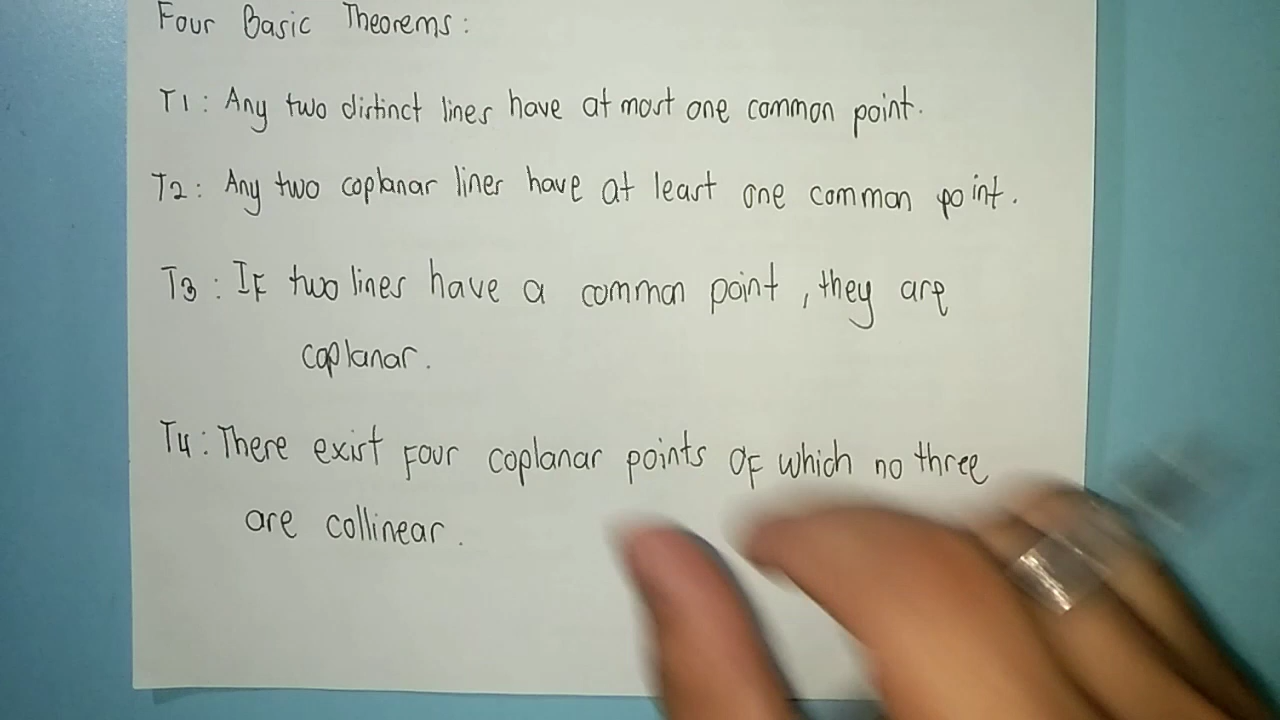 Four Basic Theorems:
T1: Any two distinct lines have at most one common point.
T2: Any two coplanar lines have at least one common point.
T3: If two lines have a common point, they are
coplanar.
T4: There exist four coplanar points of which no three
are collinear.